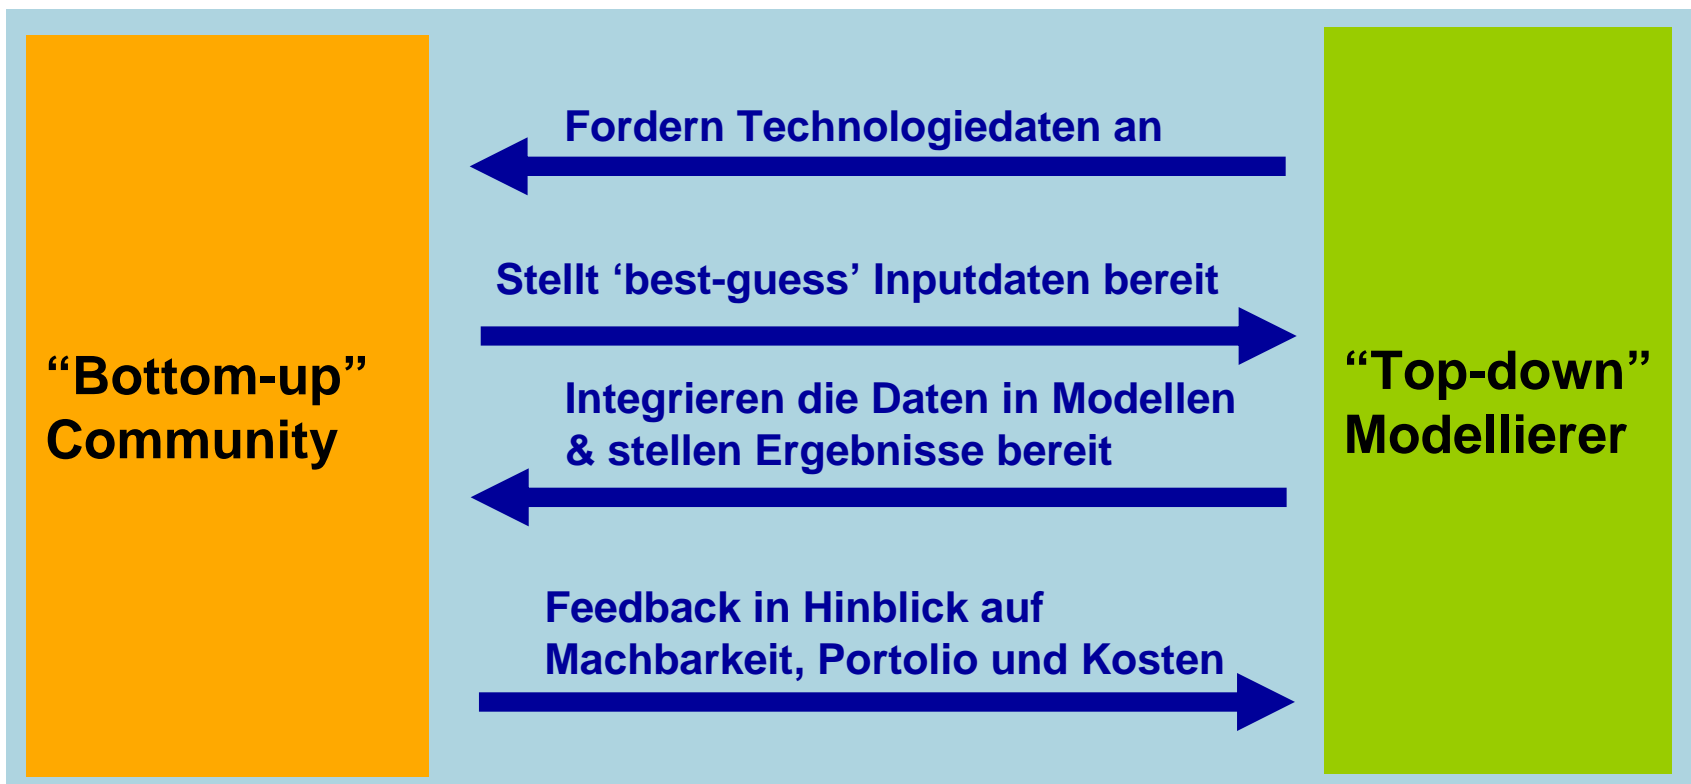 Fordern Technologiedaten an
Stellt ‘best-guess’ Inputdaten bereit
“Bottom-up”
Community
Integrieren die Daten in Modellen
& stellen Ergebnisse bereit
“Top-down”
Modellierer
Feedback in Hinblick auf
Machbarkeit, Portolio und Kosten